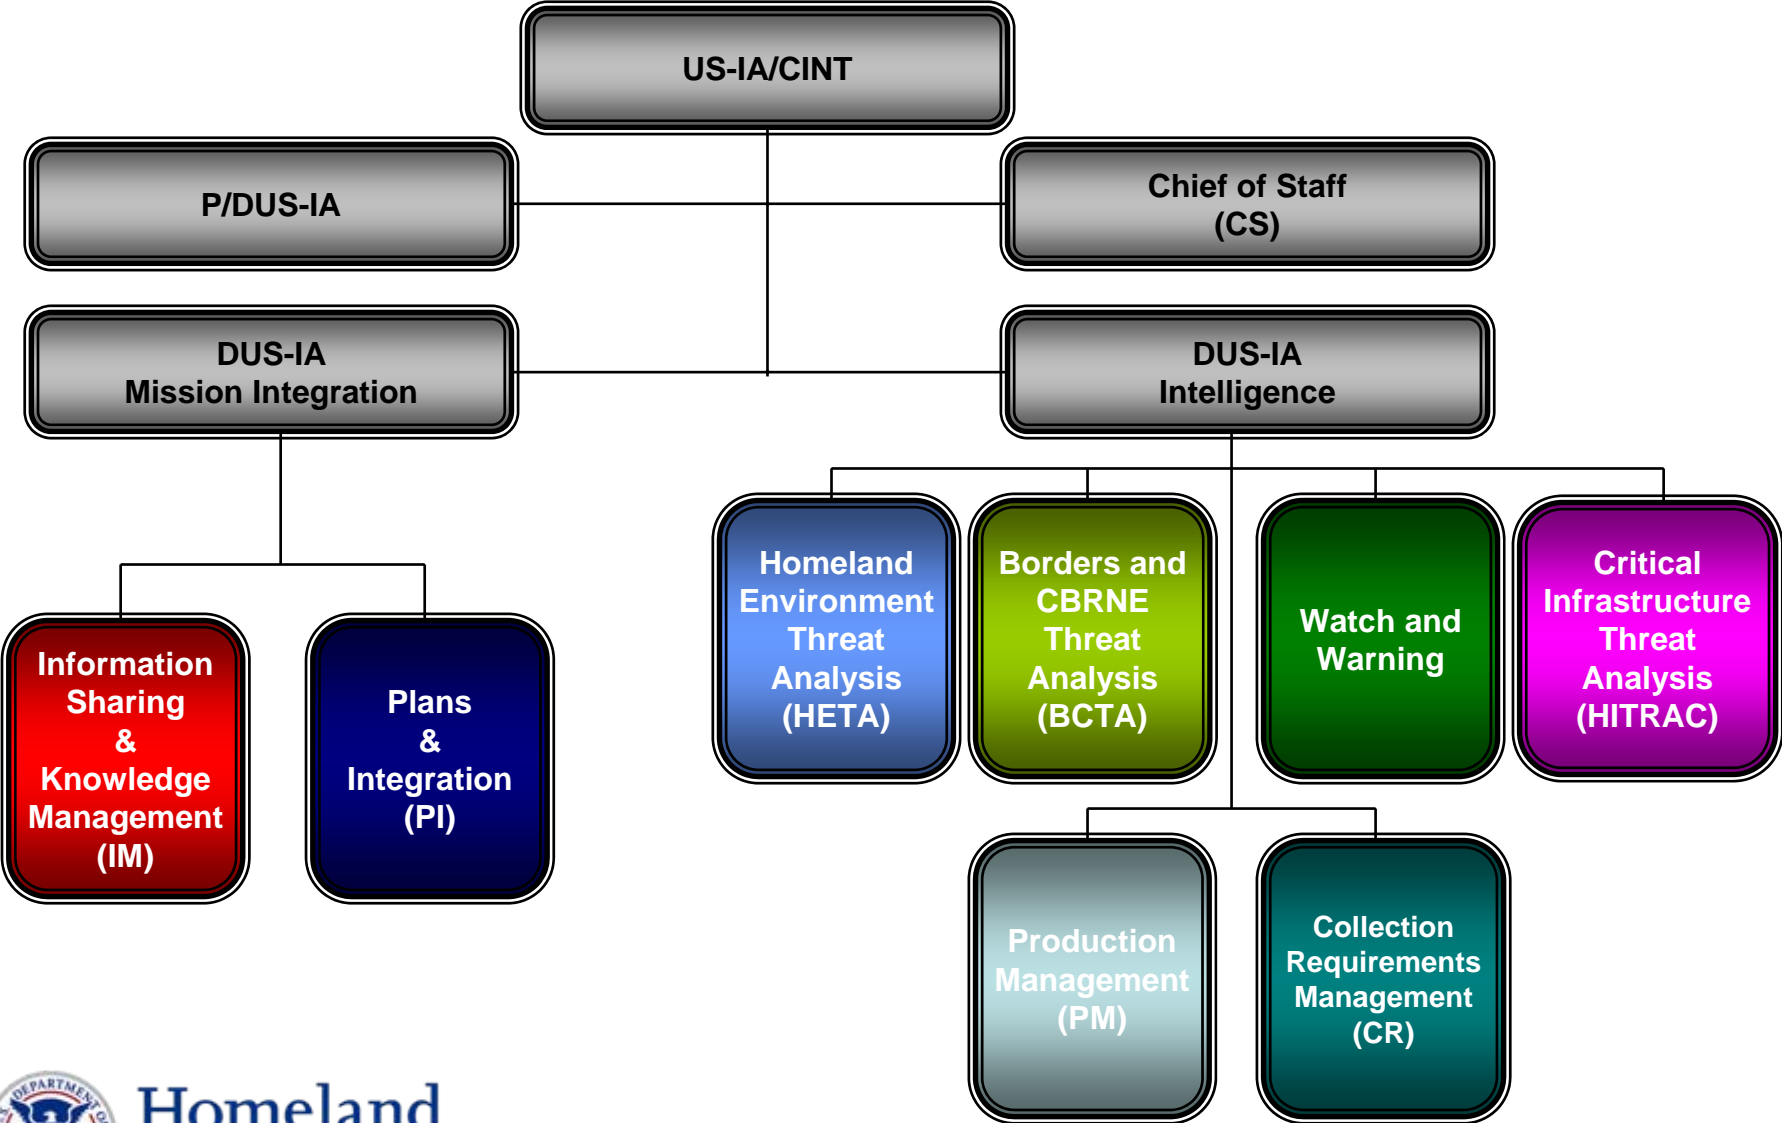 US-IA/CINT
P/DUS-IA
Chief of Staff
(CS)
DUS-IA
Mission Integration
DUS-IA
Intelligence
Homeland
Environment
Threat
Analysis
(HETA)
Borders and
CBRNE
Threat
Analysis
(BCTA)
Watch and
Warning
Critical
Infrastructure
Threat
Analysis
(HITRAC)
Information
Sharing
&
Knowledge
Management
(IM)
Plans
&
Integration
(PI)
Production
Management
(PM)
Collection
Requirements
Management
(CR)
DEPARTMENT OF
Homeland